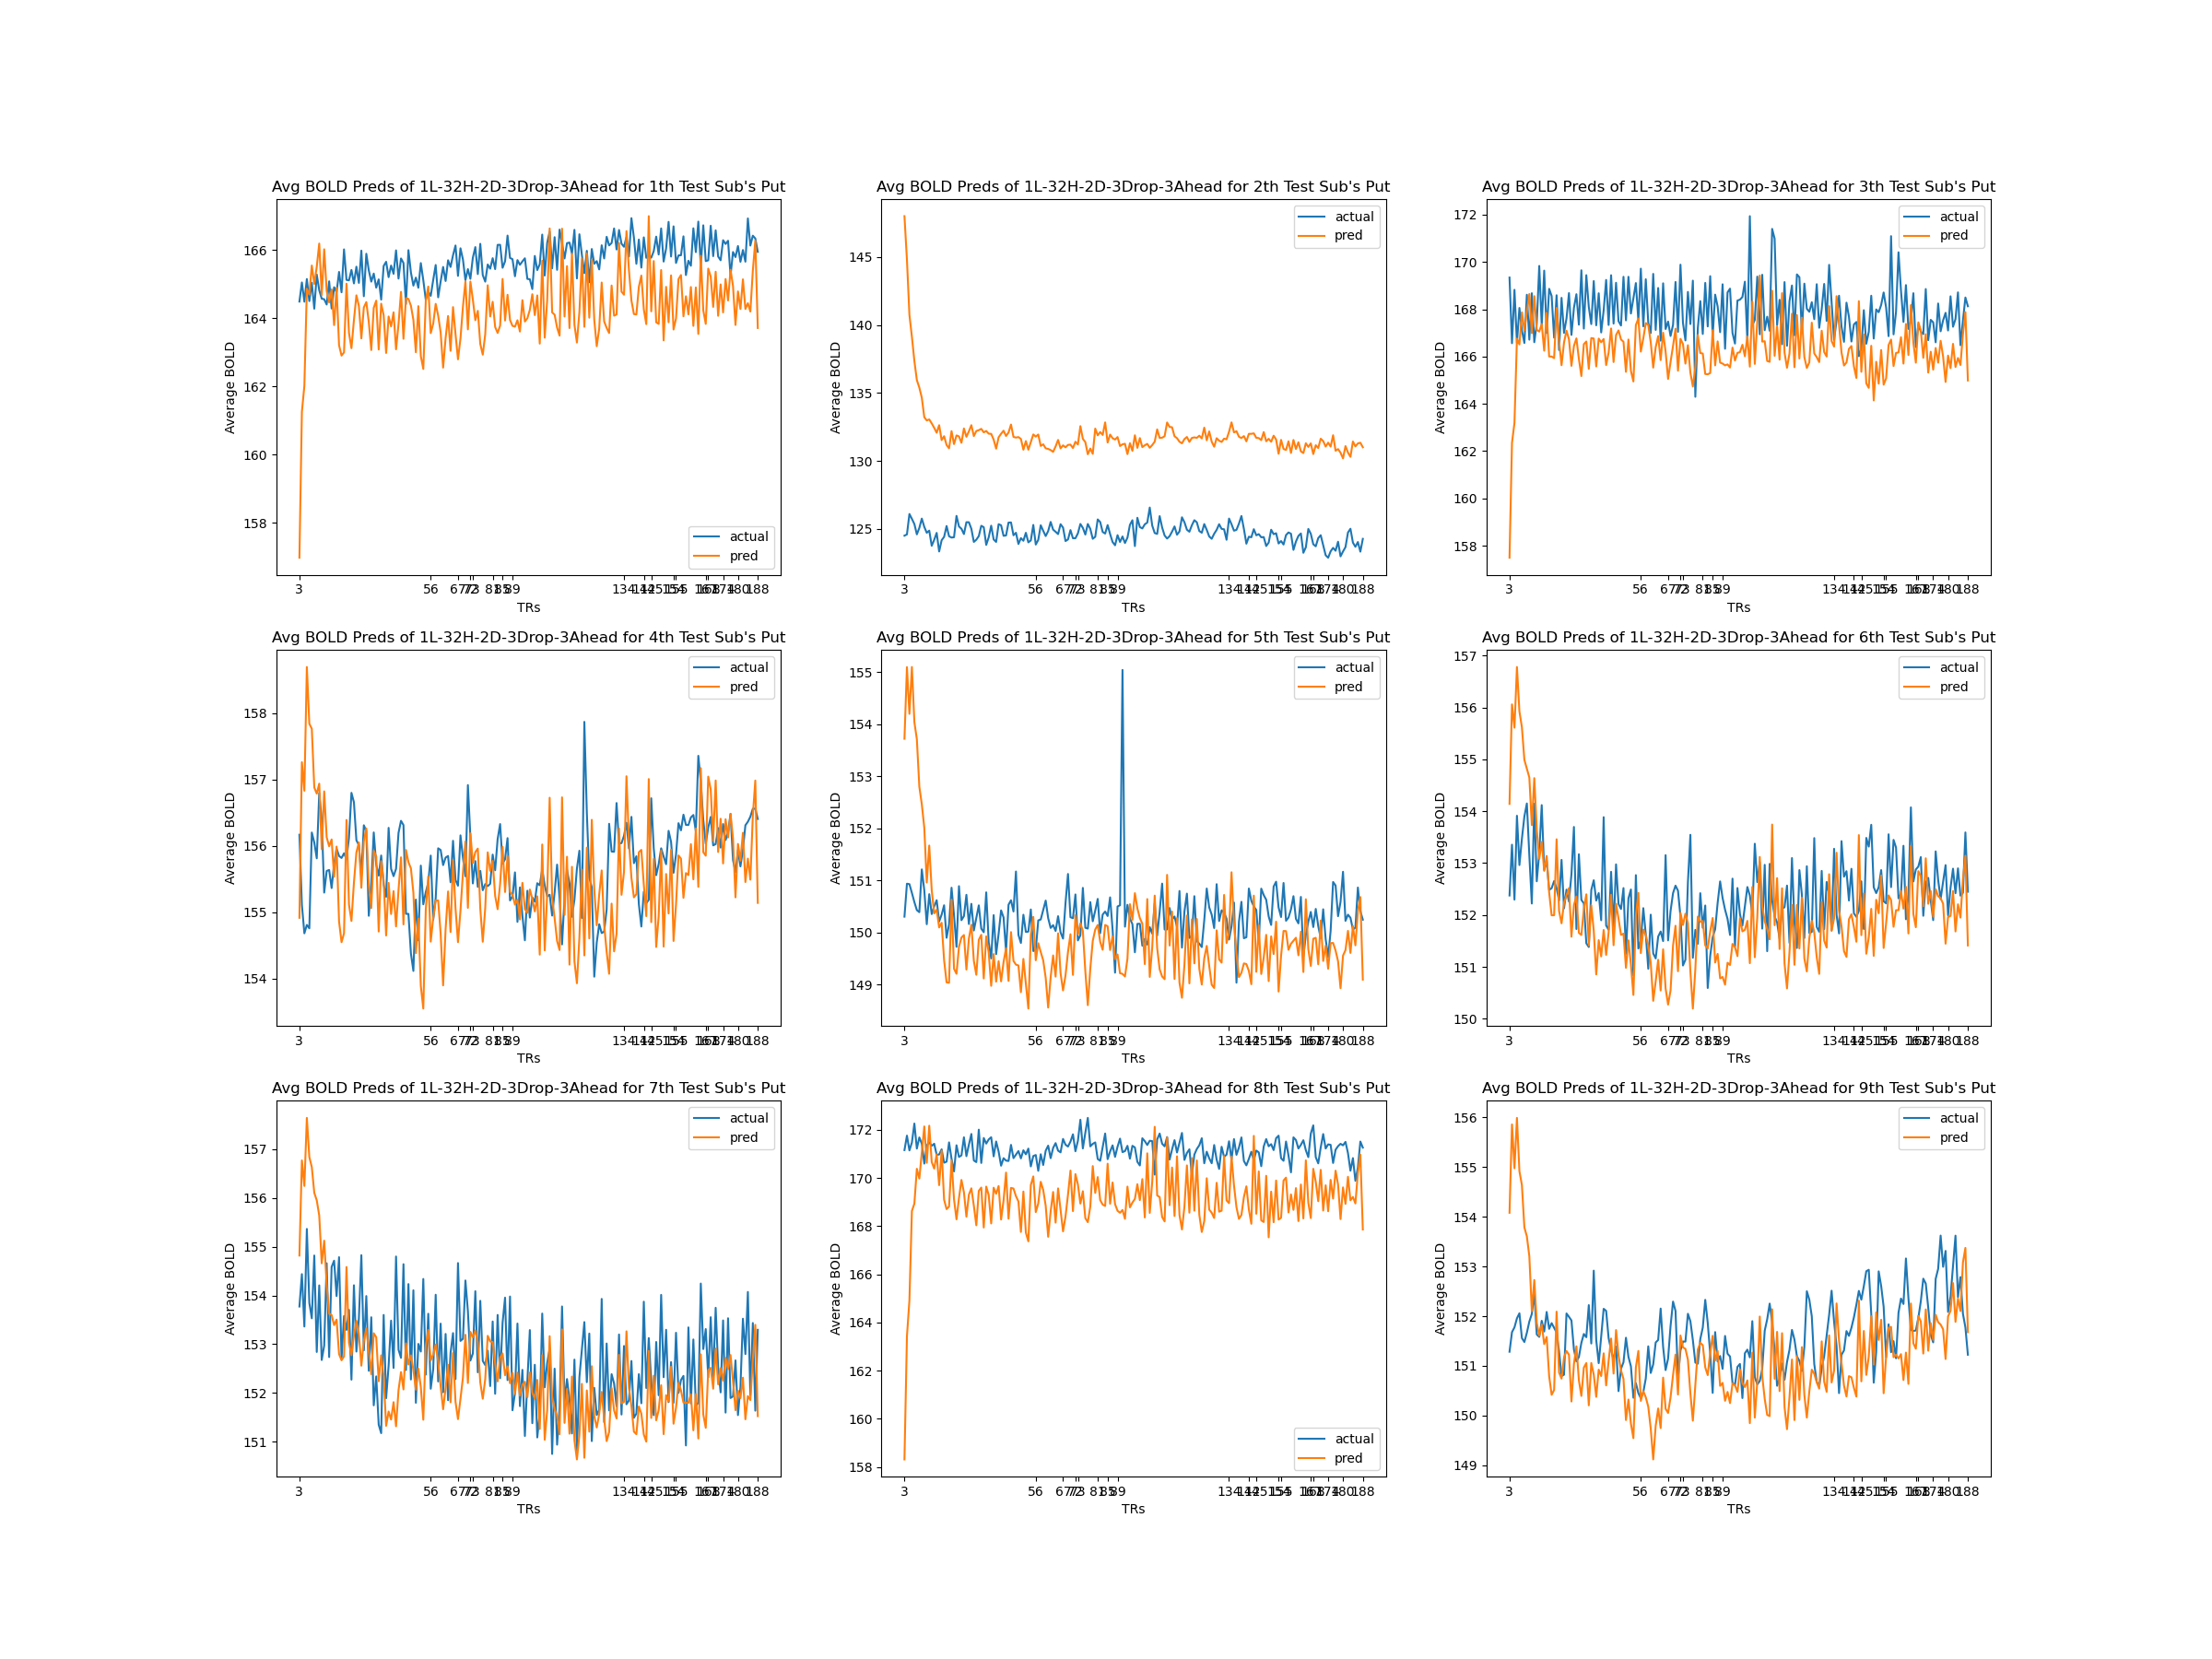 Avg BOLD Preds of 1L-32H-2D-3Drop-3Ahead for 1th Test Sub's Put
Average BOLD
166
164
162
160
158
actual
pred
3 56 188
TRs
Avg BOLD Preds of 1L-32H-2D-3Drop-3Ahead for 2th Test Sub's Put
Average BOLD
145
140
135
130
125
actual
pred
3 56 188
TRs
Avg BOLD Preds of 1L-32H-2D-3Drop-3Ahead for 3th Test Sub's Put
Average BOLD
172
170
168
166
164
162
160
158
actual
pred
3 56 188
TRs
Avg BOLD Preds of 1L-32H-2D-3Drop-3Ahead for 4th Test Sub's Put
Average BOLD
158
157
156
155
154
actual
pred
3 56 188
TRs
Avg BOLD Preds of 1L-32H-2D-3Drop-3Ahead for 5th Test Sub's Put
Average BOLD
155
154
153
152
151
150
149
actual
pred
3 56 188
TRs
Avg BOLD Preds of 1L-32H-2D-3Drop-3Ahead for 6th Test Sub's Put
Average BOLD
157
156
155
154
153
152
151
150
actual
pred
3 56 188
TRs
Avg BOLD Preds of 1L-32H-2D-3Drop-3Ahead for 7th Test Sub's Put
Average BOLD
157
156
155
154
153
152
151
actual
pred
3 56 188
TRs
Avg BOLD Preds of 1L-32H-2D-3Drop-3Ahead for 8th Test Sub's Put
Average BOLD
172
170
168
166
164
162
160
158
actual
pred
3 56 188
TRs
Avg BOLD Preds of 1L-32H-2D-3Drop-3Ahead for 9th Test Sub's Put
Average BOLD
156
155
154
153
152
151
150
149
actual
pred
3 56 188
TRs